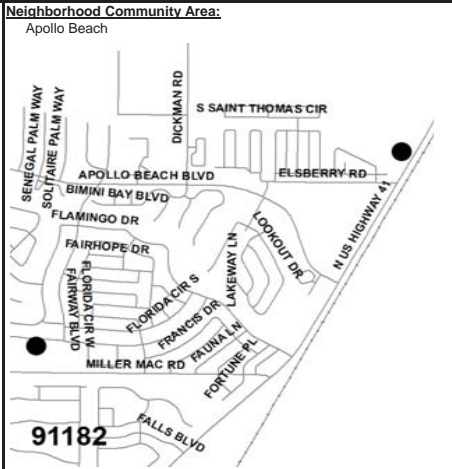 Neighborhood Community Area:
Apollo Beach
SENEGAL PALM WAY
SOLITAIRE PALM WAY
DICKMAN RD
S SAINT THOMAS CIR
APOLLO BEACH BLVD
ELSBERRY RD
BIMINI BAY BLVD
FLAMINGO DR
FAIRHOPE DR
LOOKOUT DR
N US HIGHWAY 41
LAKEWAY LN
FLORIDA CIR W
FAIRWAY BLVD
FLORIDA CIR S
FRANCIS DR
FAUNA LN
FORTUNE PL
MILLER MAC RD
FALLS BLVD
91182